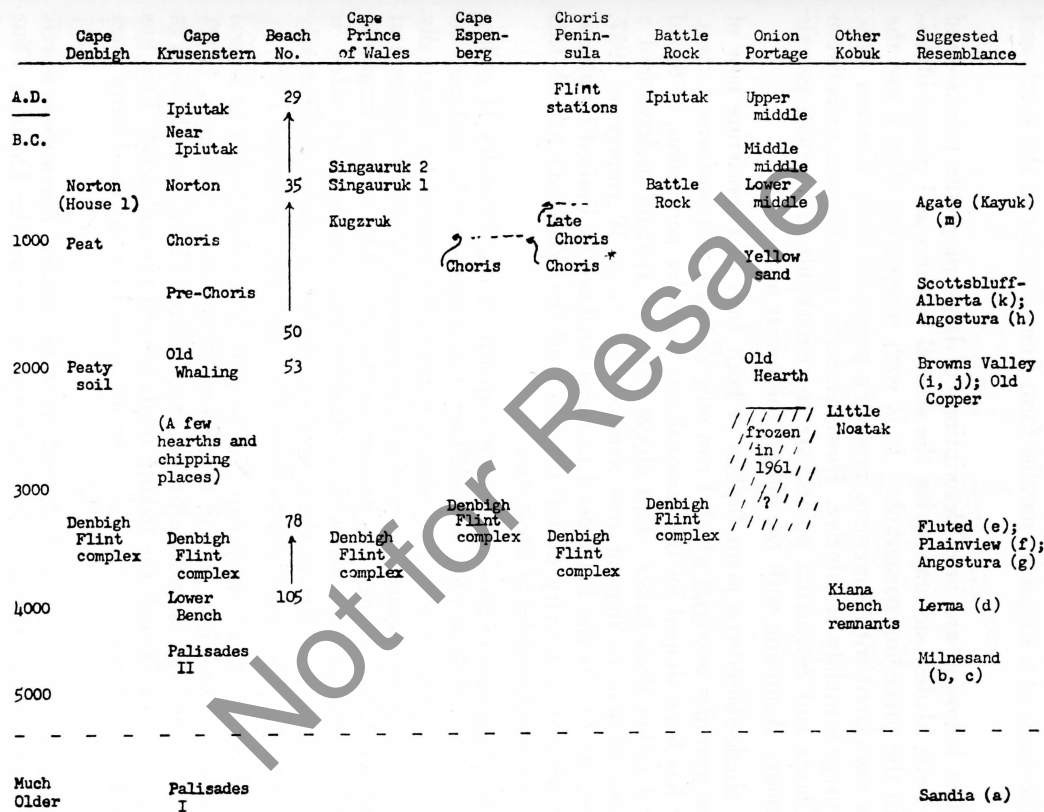 Cape Cape Choris
Cape Cape Beach Prince Espen- Penin- Battle Onion Other Suggested
Denbigh Krusenstern No. of Wales berg sula Rock Portage Kobuk Resemblance
A.D. Ipiutak 29 Flint stations Ipiutak Upper middle
B.C. Near Ipiutak Middle middle
Singauruk 2
Norton (House 1) Norton 35 Singauruk 1 Battle Rock Lower middle Agate (Kayuk) (m)
Kugzruk Late Choris
1000 Peat Choris Choris Choris* Yellow sand
Pre-Choris Scottsbluff-
Alberta (k);
Angostura (h)
50
2000 Peaty soil Old Whaling 53 Old Hearth Browns Valley
(i, j); Old
Copper
(A few Little
hearths and frozen Noatak
chipping in
places) 1961
3000 ?
Denbigh Flint complex Denbigh Flint complex 78 Denbigh Flint complex Denbigh Flint complex Denbigh Flint complex Denbigh Flint complex Fluted (e);
Plainview (f);
Angostura (g)
4000 Lower Bench 105 Kiana bench remnants Lerma (d)
Palisades II Milnesand
(b, c)
5000
Much Older Palisades I Sandia (a)
Not for Resale